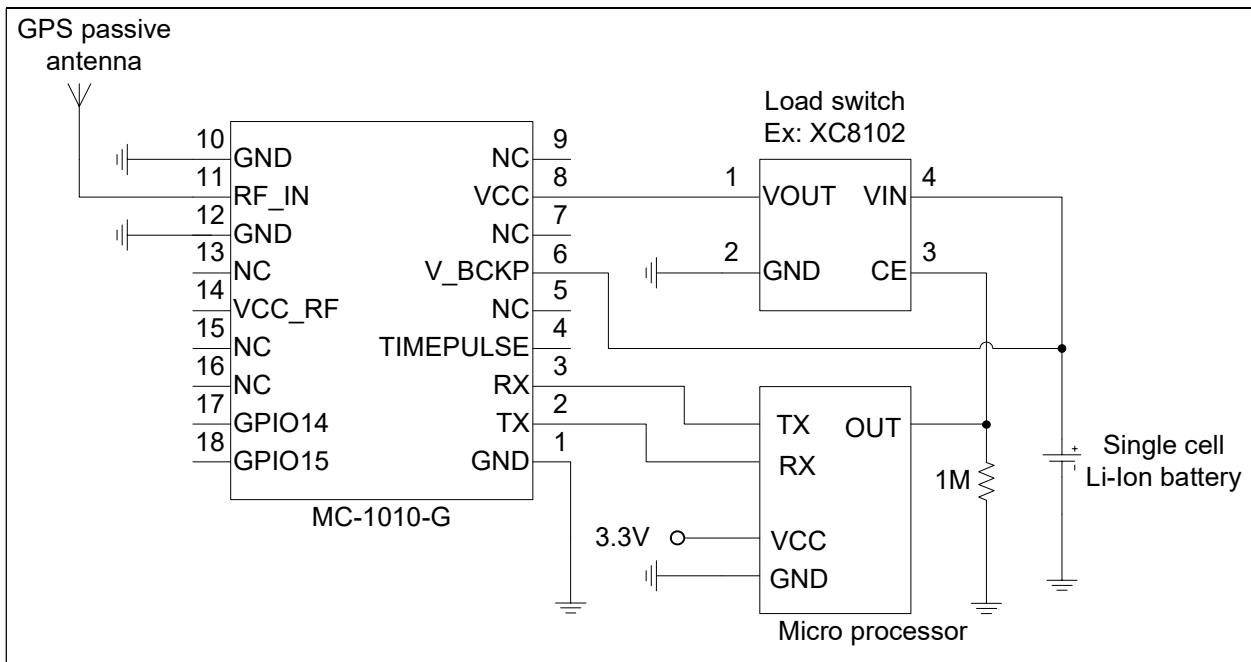 GPS passive
antenna
10
GND
11
RF_IN
12
GND
13
NC
14
VCC_RF
15
NC
16
NC
17
GPIO14
18
GPIO15
9
NC
8
VCC
7
NC
6
V_BCKP
5
NC
4
TIMEPULSE
3
RX
2
TX
1
GND
MC-1010-G
Load switch
Ex: XC8102
1
VOUT
VIN
4
2
GND
CE
3
TX
OUT
RX
3.3V
VCC
GND
Micro processor
1M
+
-
Single cell
Li-Ion battery